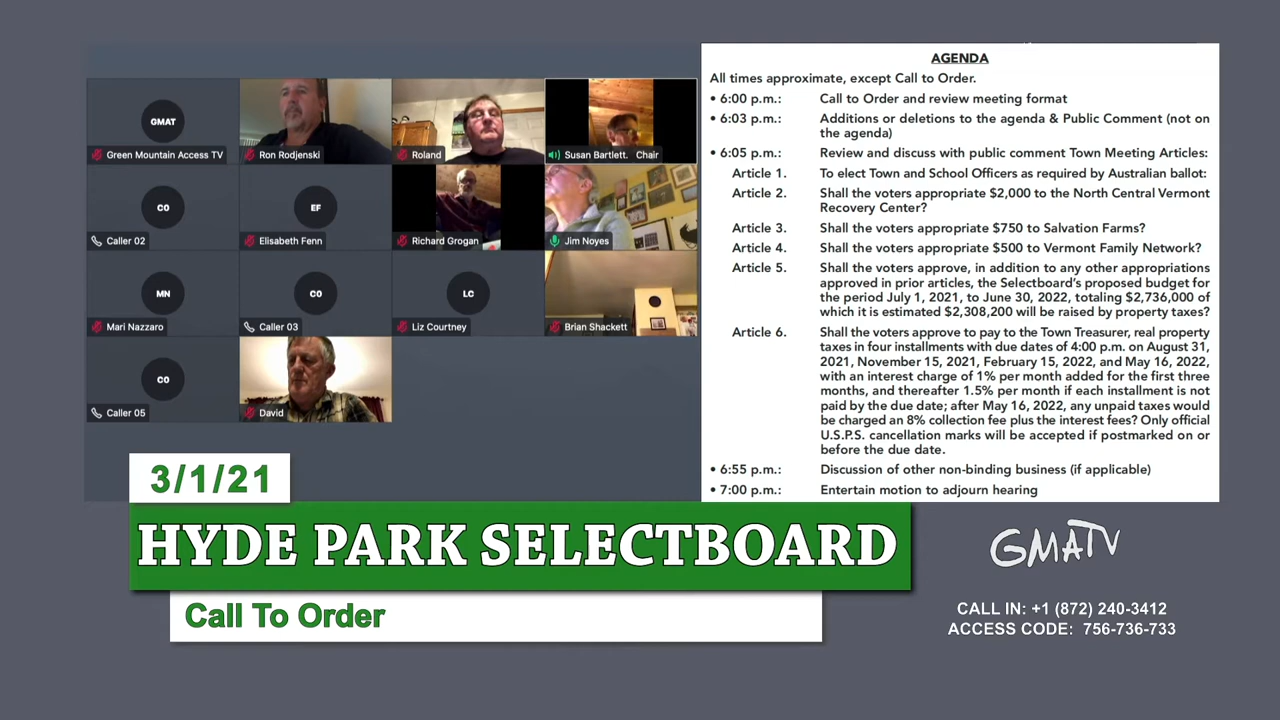 GMAT
Green Mountain Access TV
Ron Rodjenski
Roland
Susan Bartlett. Chair
C0
Caller 02
EF
Elisabeth Fenn
Richard Grogan
Jim Noyes
MN
Mari Nazzaro
C0
Caller 03
LC
Liz Courtney
Brian Shackett
C0
Caller 05
David
AGENDA
All times approximate, except Call to Order.
• 6:00 p.m.: Call to Order and review meeting format
• 6:03 p.m.: Additions or deletions to the agenda & Public Comment (not on
the agenda)
• 6:05 p.m.: Review and discuss with public comment Town Meeting Articles:
Article 1. To elect Town and School Officers as required by Australian ballot:
Article 2. Shall the voters appropriate $2,000 to the North Central Vermont
Recovery Center?
Article 3. Shall the voters appropriate $750 to Salvation Farms?
Article 4. Shall the voters appropriate $500 to Vermont Family Network?
Article 5. Shall the voters approve, in addition to any other appropriations
approved in prior articles, the Selectboard's proposed budget for
the period July 1, 2021, to June 30, 2022, totaling $2,736,000 of
which it is estimated $2,308,200 will be raised by property taxes?
Article 6. Shall the voters approve to pay to the Town Treasurer, real property
taxes in four installments with due dates of 4:00 p.m. on August 31,
2021, November 15, 2021, February 15, 2022, and May 16, 2022,
with an interest charge of 1% per month added for the first three
months, and thereafter 1.5% per month if each installment is not
paid by the due date; after May 16, 2022, any unpaid taxes would
be charged an 8% collection fee plus the interest fees? Only official
U.S.P.S. cancellation marks will be accepted if postmarked on or
before the due date.
• 6:55 p.m.: Discussion of other non-binding business (if applicable)
• 7:00 p.m.: Entertain motion to adjourn hearing
3/1/21
HYDE PARK SELECTBOARD
Call To Order
GMATV
CALL IN: +1 (872) 240-3412
ACCESS CODE: 756-736-733